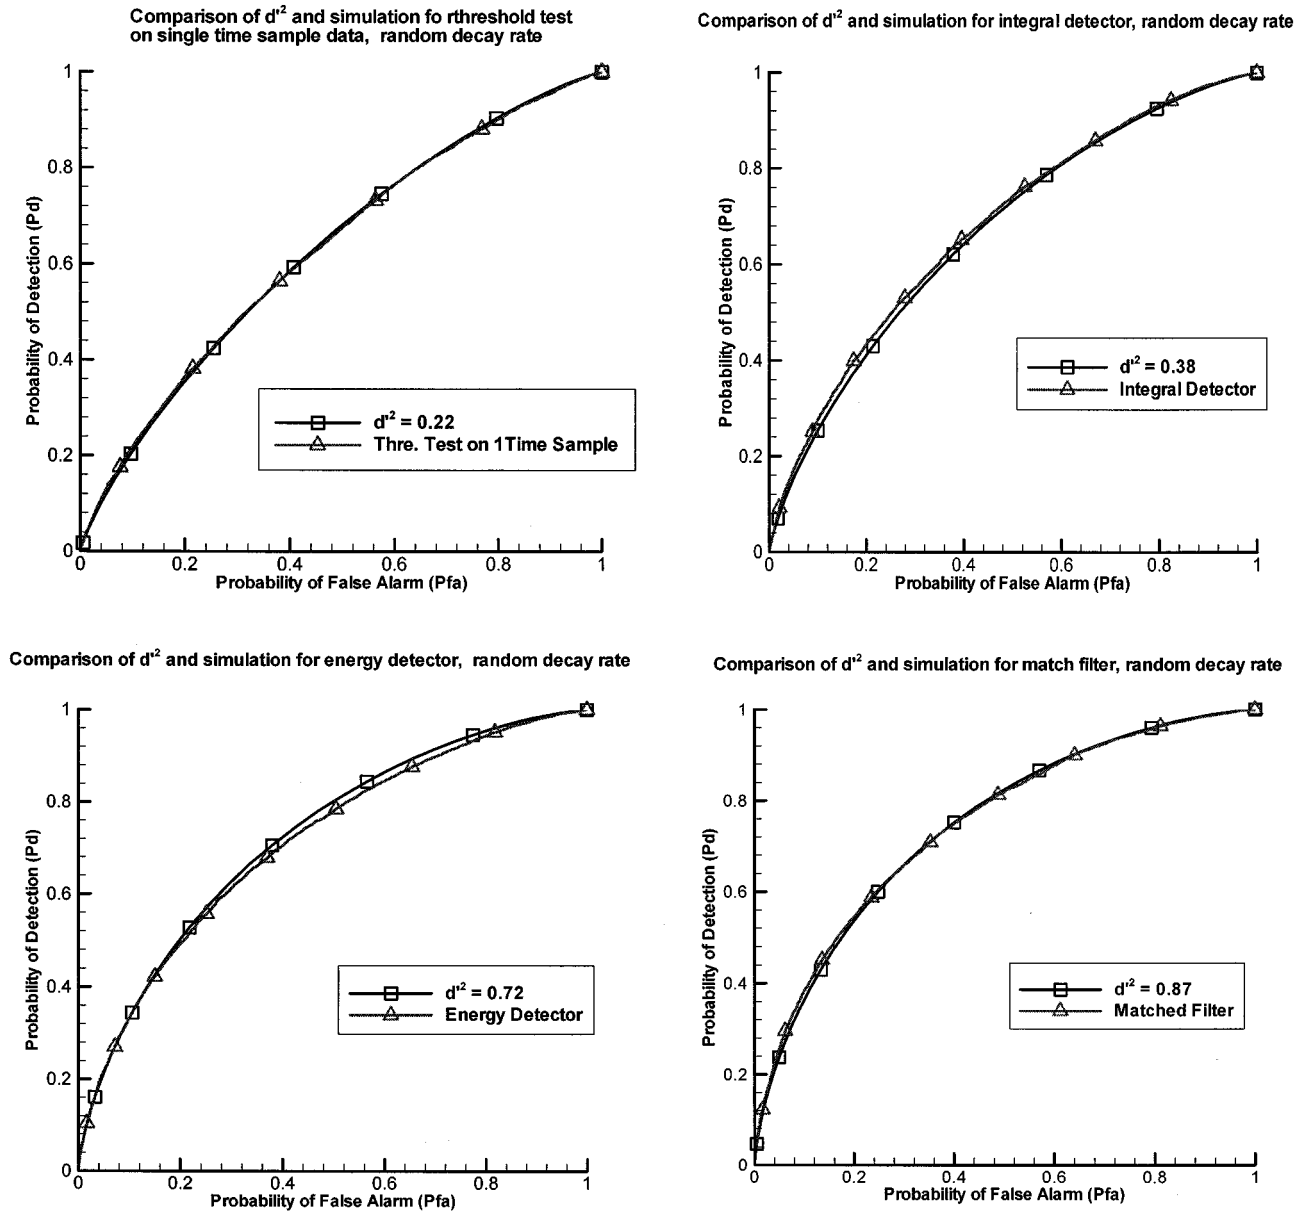 Comparison of d'² and simulation fo rthreshold test
on single time sample data, random decay rate
1
0.8
0.6
0.4
0.2
0
Probability of Detection (Pd)
d'² = 0.22
Thre. Test on 1Time Sample
0
0.2
0.4
0.6
0.8
1
Probability of False Alarm (Pfa)
Comparison of d'² and simulation for integral detector, random decay rate
1
0.8
0.6
0.4
0.2
0
Probability of Detection (Pd)
d'² = 0.38
Integral Detector
0
0.2
0.4
0.6
0.8
1
Probability of False Alarm (Pfa)
Comparison of d'² and simulation for energy detector, random decay rate
1
0.8
0.6
0.4
0.2
0
Probability of Detection (Pd)
d'² = 0.72
Energy Detector
0
0.2
0.4
0.6
0.8
1
Probability of False Alarm (Pfa)
Comparison of d'² and simulation for match filter, random decay rate
1
0.8
0.6
0.4
0.2
0
Probability of Detection (Pd)
d'² = 0.87
Matched Filter
0
0.2
0.4
0.6
0.8
1
Probability of False Alarm (Pfa)